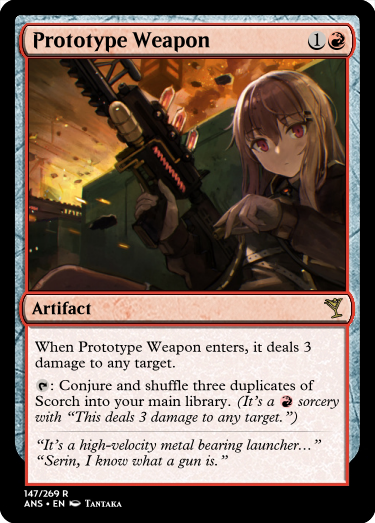 Prototype Weapon 1
Artifact
When Prototype Weapon enters, it deals 3
damage to any target.
: Conjure and shuffle three duplicates of
Scorch into your main library. (It's a sorcery
with “This deals 3 damage to any target.”)
“It's a high-velocity metal bearing launcher...”
“Serin, I know what a gun is.”
147/269 R
ANS • EN Tantaka